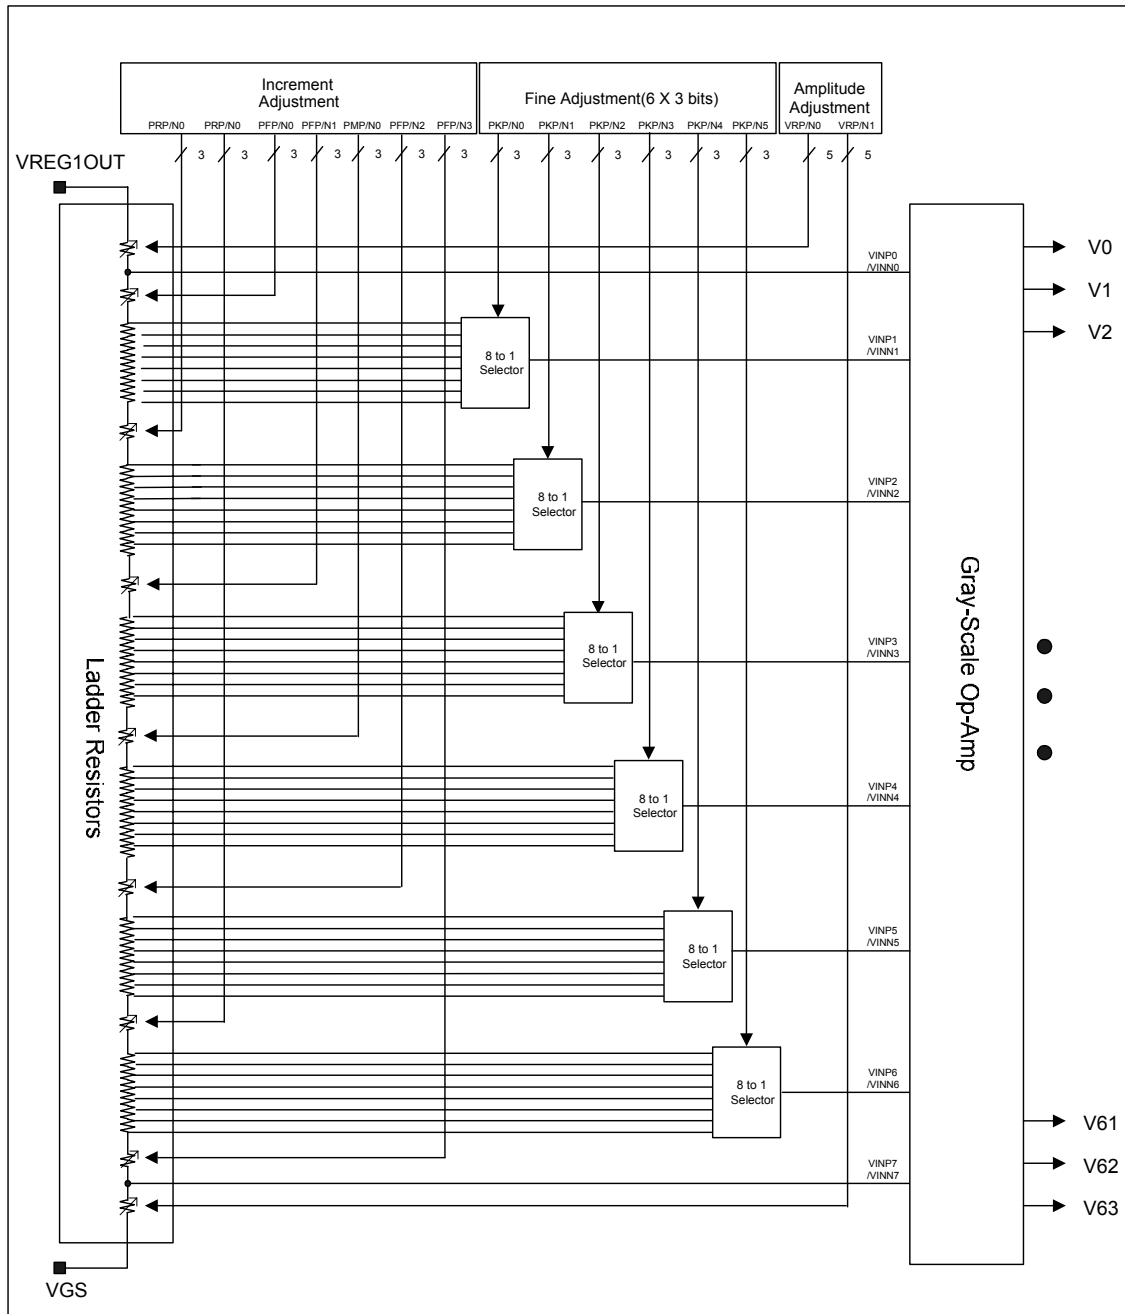 Increment
Adjustment
Fine Adjustment(6 X 3 bits)
Amplitude
Adjustment
PRP/N0 PRP/N0 PFP/N0 PFP/N1 PMP/N0 PFP/N2 PFP/N3 PKP/N0 PKP/N1 PKP/N2 PKP/N3 PKP/N4 PKP/N5 VRP/N0 VRP/N1
3 3 3 3 3 3 3 3 3 3 3 3 3 5 5
VREG1OUT
V0
VINP0
/VINN0
V1
V2
VINP1
/VINN1
8 to 1
Selector
VINP2
/VINN2
8 to 1
Selector
VINP3
/VINN3
8 to 1
Selector
Ladder Resistors
Gray-Scale Op-Amp
VINP4
/VINN4
8 to 1
Selector
VINP5
/VINN5
8 to 1
Selector
VINP6
/VINN6
8 to 1
Selector
V61
VINP7
/VINN7
V62
V63
VGS